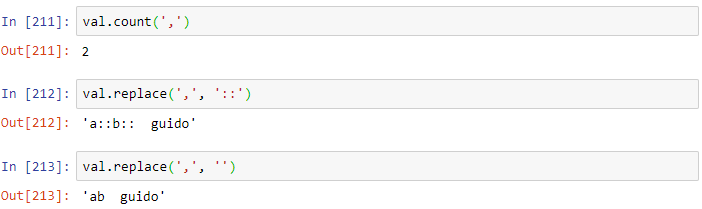 In [211]: val.count(',')
Out[211]: 2
In [212]: val.replace(',', '::')
Out[212]: 'a::b::  guido'
In [213]: val.replace(',', '')
Out[213]: 'ab  guido'